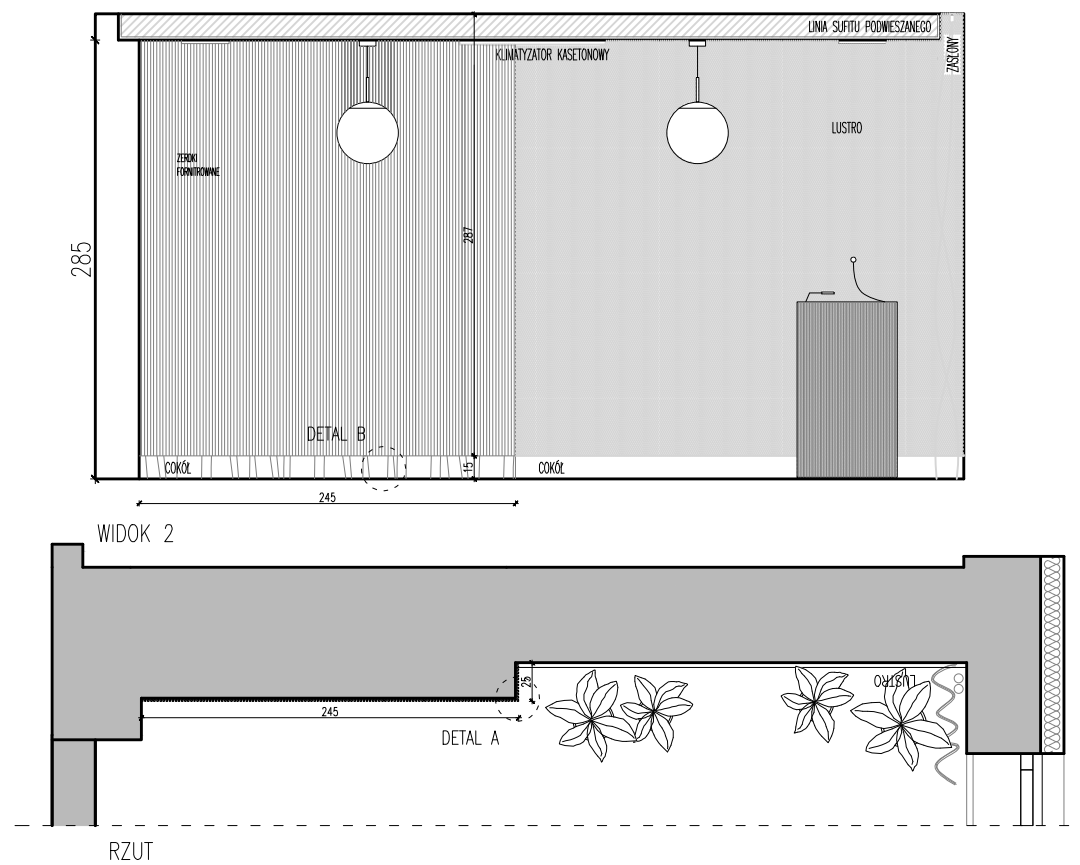 LINIA SUFITU PODWIESZANEGO
ZASŁONY
KLIMATYZATOR KASETONOWY
LUSTRO
ŻERDKI
FORNITROWANE
285
287
DETAL B
COKÓŁ
15
COKÓŁ
245
WIDOK 2
25
LUSTRO
245
DETAL A
RZUT